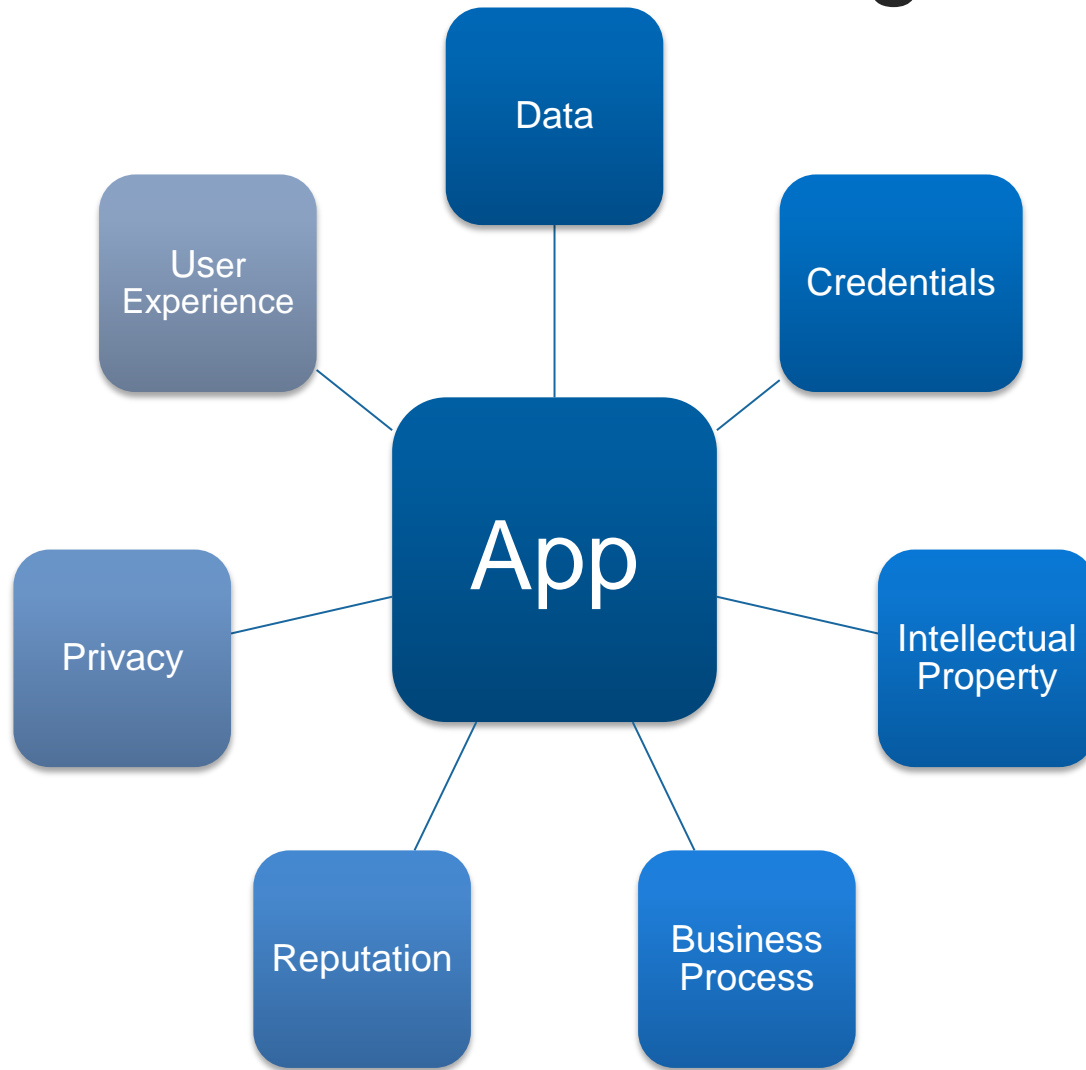 Data
Credentials
Intellectual
Property
Business
Process
Reputation
Privacy
User
Experience
App